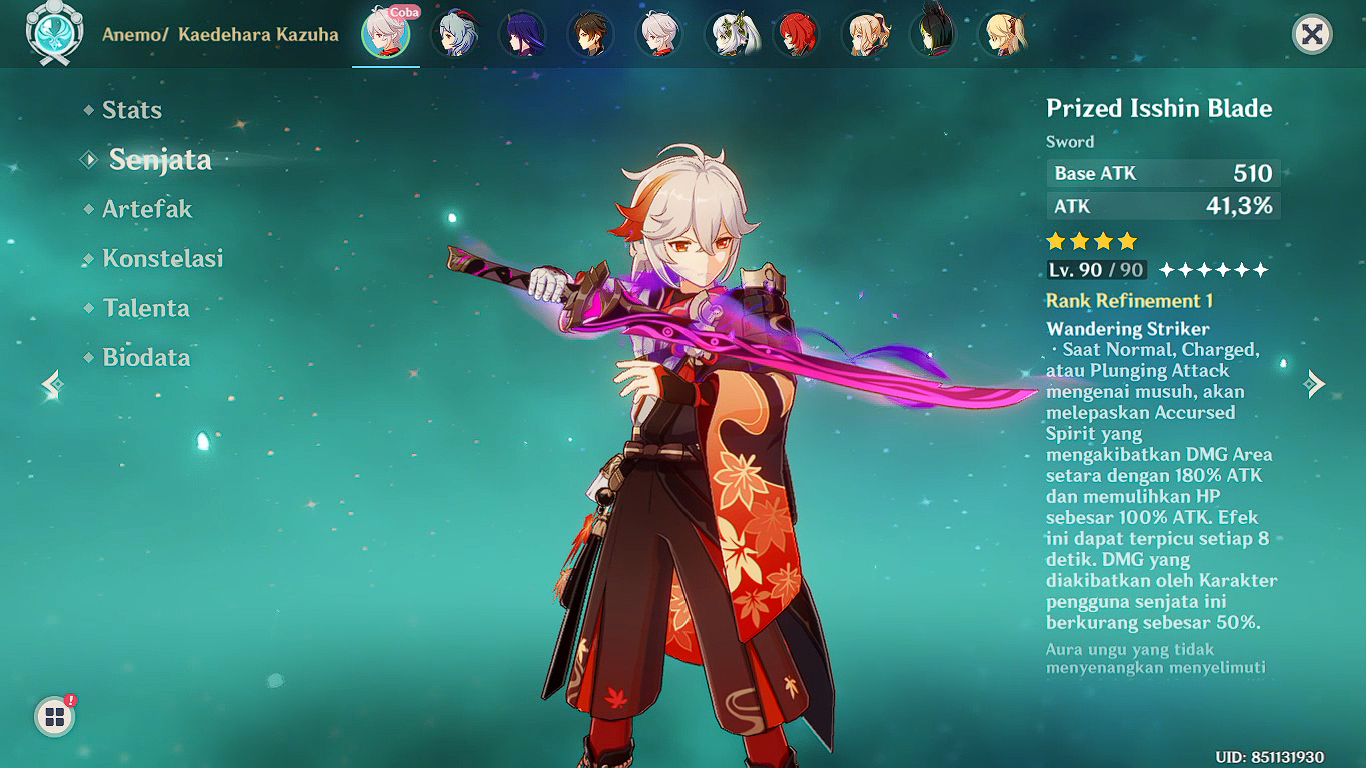 Anemo/ Kaedehara Kazuha
Coba
Stats
Senjata
Artefak
Konstelasi
Talenta
Biodata
Prized Isshin Blade
Sword
Base ATK 510
ATK 41,3%
Lv. 90 / 90
Rank Refinement 1
Wandering Striker
· Saat Normal, Charged,
atau Plunging Attack
mengenai musuh, akan
melepaskan Accursed
Spirit yang
mengakibatkan DMG Area
setara dengan 180% ATK
dan memulihkan HP
sebesar 100% ATK. Efek
ini dapat terpicu setiap 8
detik. DMG yang
diakibatkan oleh Karakter
pengguna senjata ini
berkurang sebesar 50%.
Aura ungu yang tidak
menyenangkan menyelimuti
!
UID: 851131930